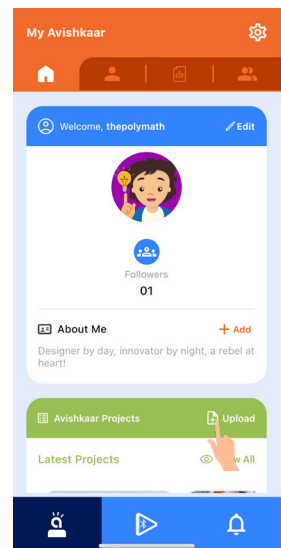 My Avishkaar
Welcome, thepolymath
Edit
Followers
01
About Me
+ Add
Designer by day, innovator by night, a rebel at
heart!
Avishkaar Projects
Upload
Latest Projects
All